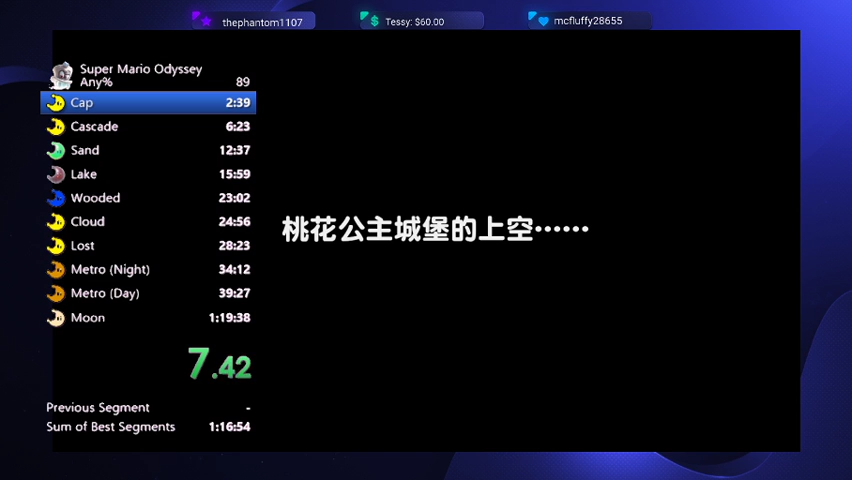 thephantom1107
Tessy: $60.00
mcfluffy28655
Super Mario Odyssey
Any% 89
Cap 2:39
Cascade 6:23
Sand 12:37
Lake 15:59
Wooded 23:02
Cloud 24:56
Lost 28:23
Metro (Night) 34:12
Metro (Day) 39:27
Moon 1:19:38
桃花公主城堡的上空……
7.42
Previous Segment -
Sum of Best Segments 1:16:54